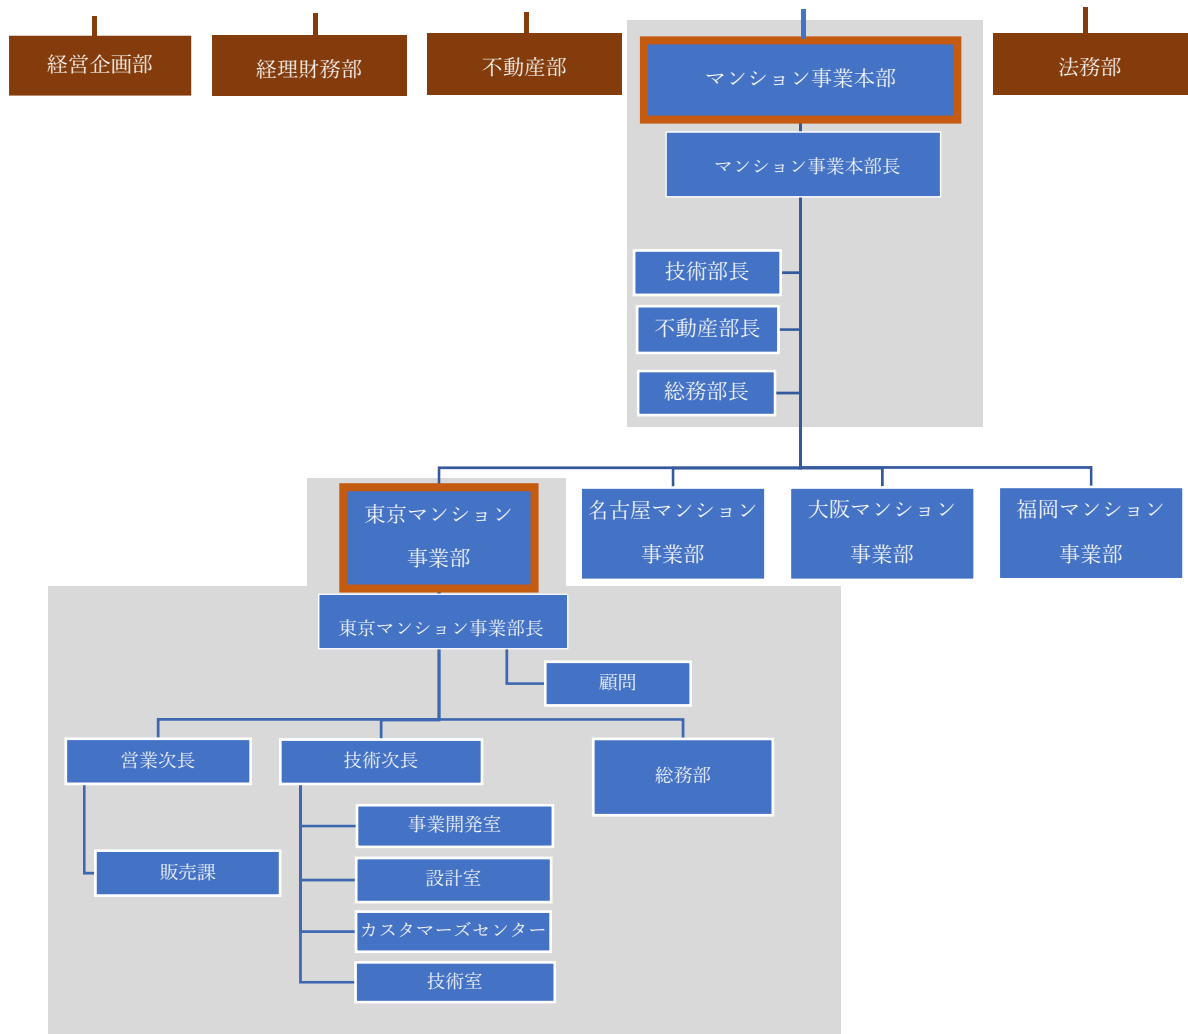 経営企画部
経理財務部
不動産部
マンション事業本部
法務部
マンション事業本部長
技術部長
不動産部長
総務部長
東京マンション
事業部
名古屋マンション
事業部
大阪マンション
事業部
福岡マンション
事業部
東京マンション事業部長
顧問
営業次長
技術次長
総務部
事業開発室
販売課
設計室
カスタマーズセンター
技術室